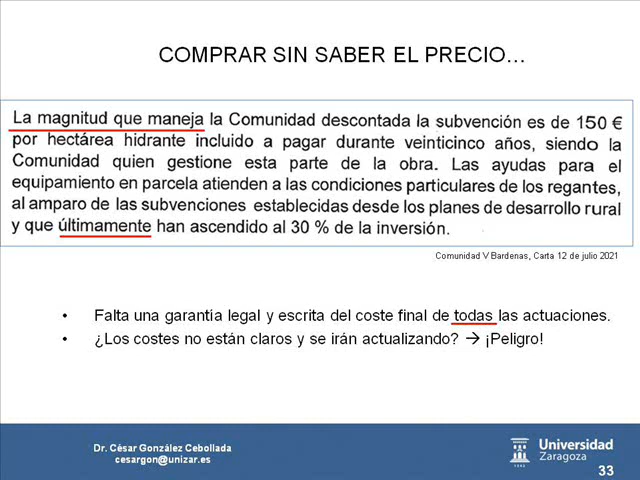 COMPRAR SIN SABER EL PRECIO...
La magnitud que maneja la Comunidad descontada la subvención es de 150 €
por hectárea hidrante incluido a pagar durante veinticinco años, siendo la
Comunidad quien gestione esta parte de la obra. Las ayudas para el
equipamiento en parcela atienden a las condiciones particulares de los regantes,
al amparo de las subvenciones establecidas desde los planes de desarrollo rural
y que últimamente han ascendido al 30 % de la inversión.
Comunidad V Bardenas, Carta 12 de julio 2021
• Falta una garantía legal y escrita del coste final de todas las actuaciones.
• ¿Los costes no están claros y se irán actualizando? → ¡Peligro!
Dr. César González Cebollada
cesargon@unizar.es
Universidad
Zaragoza
1542
33